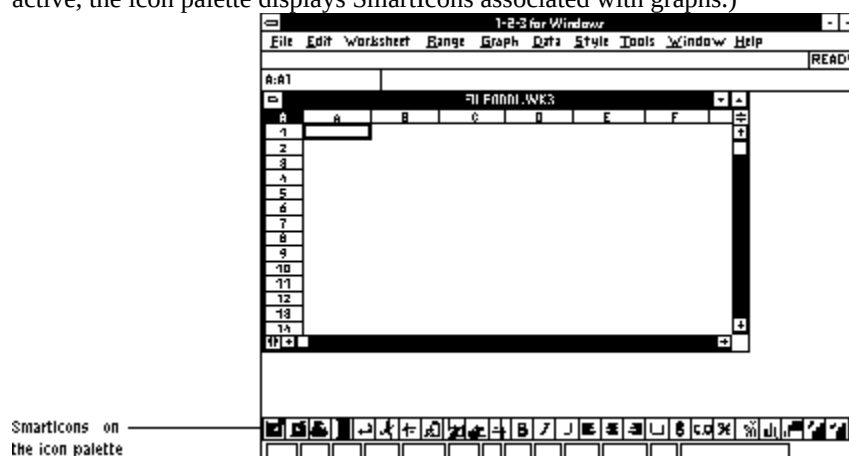 active, the icon palette displays SmartIcons associated with graphs.)
1-2-3 for Windows
File Edit Worksheet Range Graph Data Style Tools Window Help
READY
A:A1
FILE0001.WK3
A A B C D E F
1
2
3
4
5
6
7
8
9
10
11
12
13
14
SmartIcons on
B I U
$ 0,0 %
the icon palette